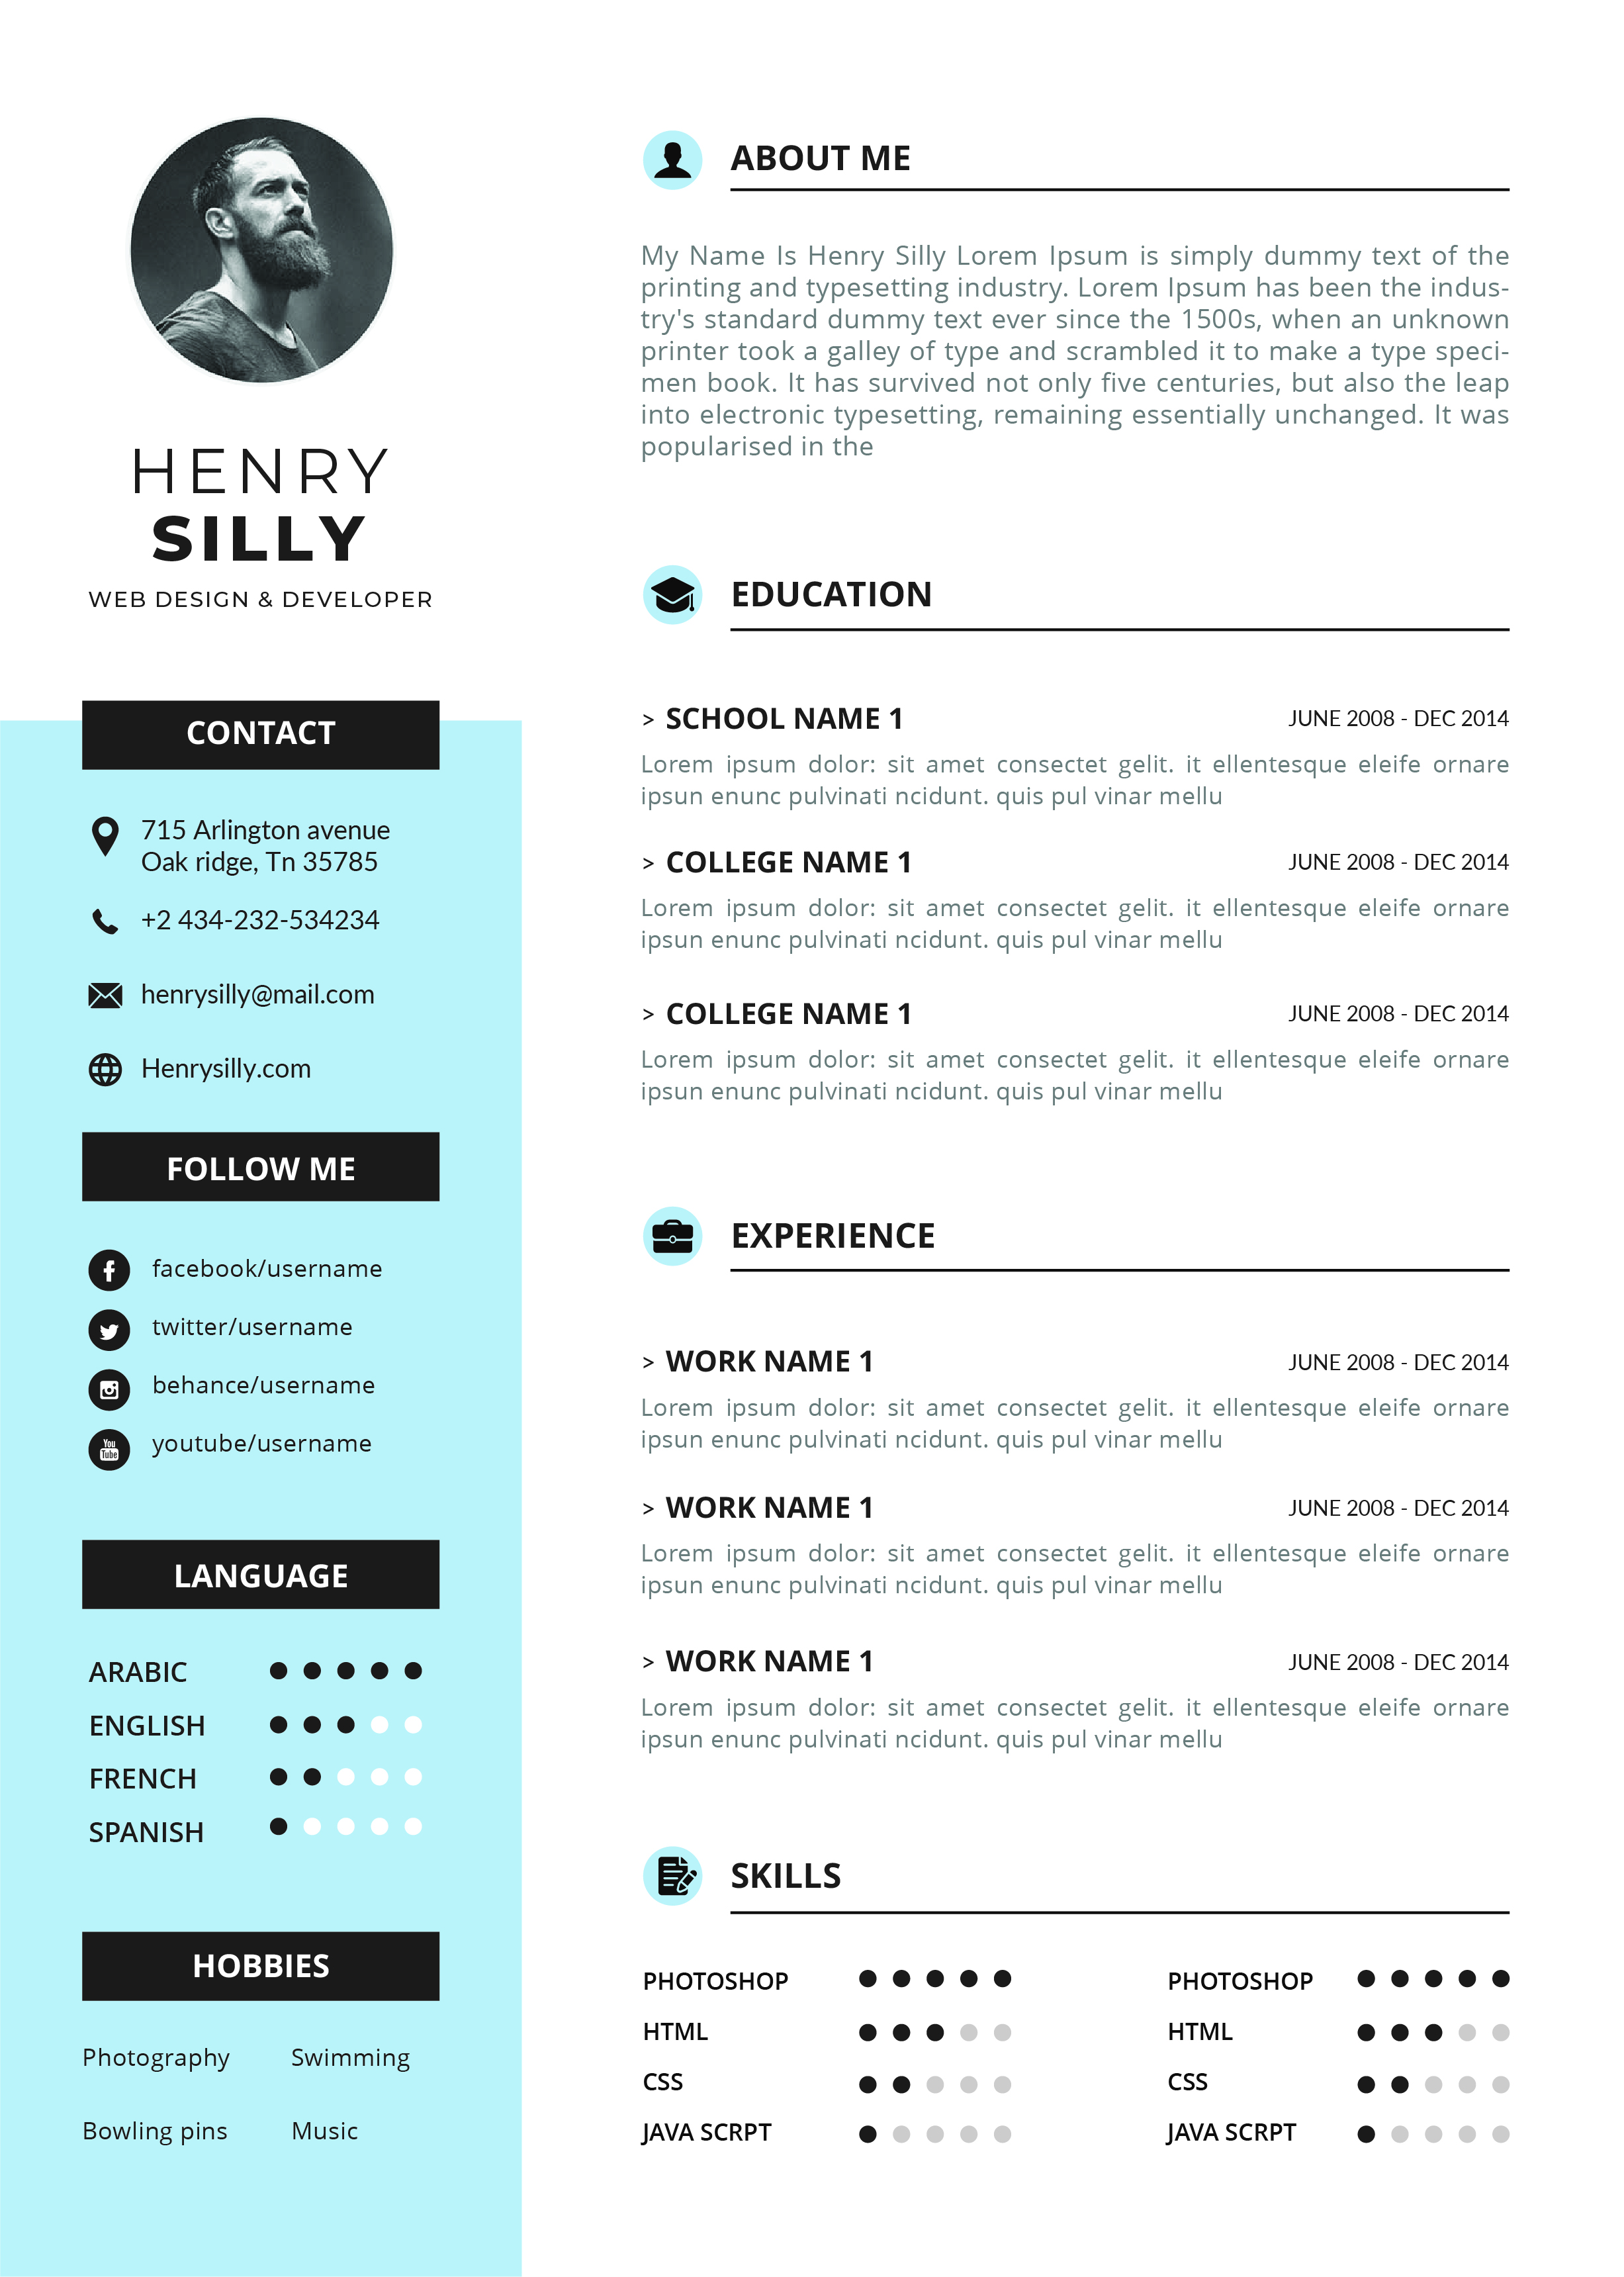 HENRY
SILLY
WEB DESIGN & DEVELOPER
CONTACT
715 Arlington avenue
Oak ridge, Tn 35785
+2 434-232-534234
henrysilly@mail.com
Henrysilly.com
FOLLOW ME
facebook/username
twitter/username
behance/username
You
Tube
youtube/username
LANGUAGE
ARABIC
ENGLISH
FRENCH
SPANISH
HOBBIES
Photography Swimming
Bowling pins Music
ABOUT ME
My Name Is Henry Silly Lorem Ipsum is simply dummy text of the
printing and typesetting industry. Lorem Ipsum has been the indus-
try's standard dummy text ever since the 1500s, when an unknown
printer took a galley of type and scrambled it to make a type speci-
men book. It has survived not only five centuries, but also the leap
into electronic typesetting, remaining essentially unchanged. It was
popularised in the
EDUCATION
> SCHOOL NAME 1 JUNE 2008 - DEC 2014
Lorem ipsum dolor: sit amet consectet gelit. it ellentesque eleife ornare
ipsun enunc pulvinati ncidunt. quis pul vinar mellu
> COLLEGE NAME 1 JUNE 2008 - DEC 2014
Lorem ipsum dolor: sit amet consectet gelit. it ellentesque eleife ornare
ipsun enunc pulvinati ncidunt. quis pul vinar mellu
> COLLEGE NAME 1 JUNE 2008 - DEC 2014
Lorem ipsum dolor: sit amet consectet gelit. it ellentesque eleife ornare
ipsun enunc pulvinati ncidunt. quis pul vinar mellu
EXPERIENCE
> WORK NAME 1 JUNE 2008 - DEC 2014
Lorem ipsum dolor: sit amet consectet gelit. it ellentesque eleife ornare
ipsun enunc pulvinati ncidunt. quis pul vinar mellu
> WORK NAME 1 JUNE 2008 - DEC 2014
Lorem ipsum dolor: sit amet consectet gelit. it ellentesque eleife ornare
ipsun enunc pulvinati ncidunt. quis pul vinar mellu
> WORK NAME 1 JUNE 2008 - DEC 2014
Lorem ipsum dolor: sit amet consectet gelit. it ellentesque eleife ornare
ipsun enunc pulvinati ncidunt. quis pul vinar mellu
SKILLS
PHOTOSHOP PHOTOSHOP
HTML HTML
CSS CSS
JAVA SCRPT JAVA SCRPT